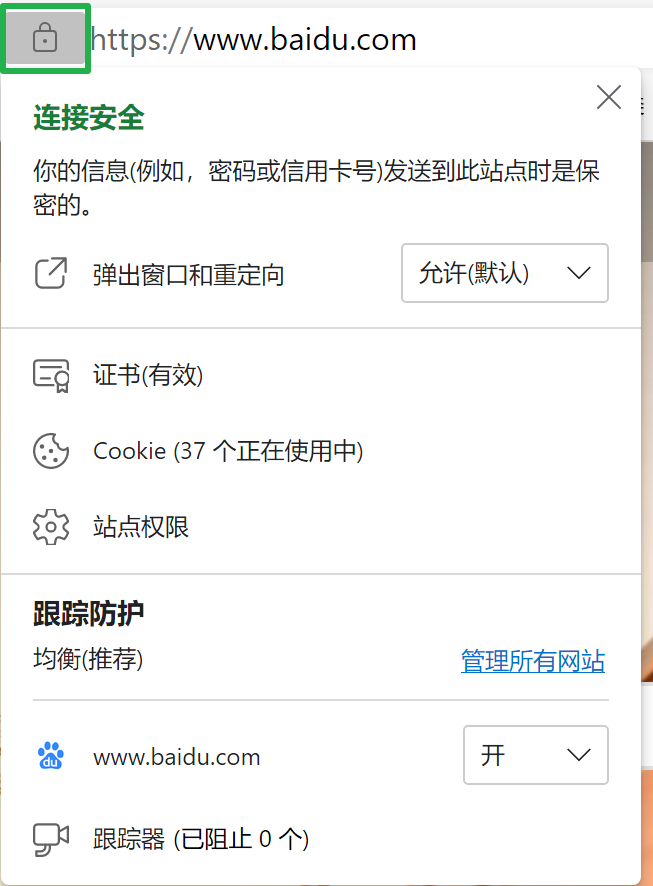 https://www.baidu.com
连接安全
你的信息(例如，密码或信用卡号)发送到此站点时是保
密的。
弹出窗口和重定向 允许(默认)
证书(有效)
Cookie (37 个正在使用中)
站点权限
跟踪防护
均衡(推荐) 管理所有网站
du www.baidu.com 开
跟踪器 (已阻止 0 个)